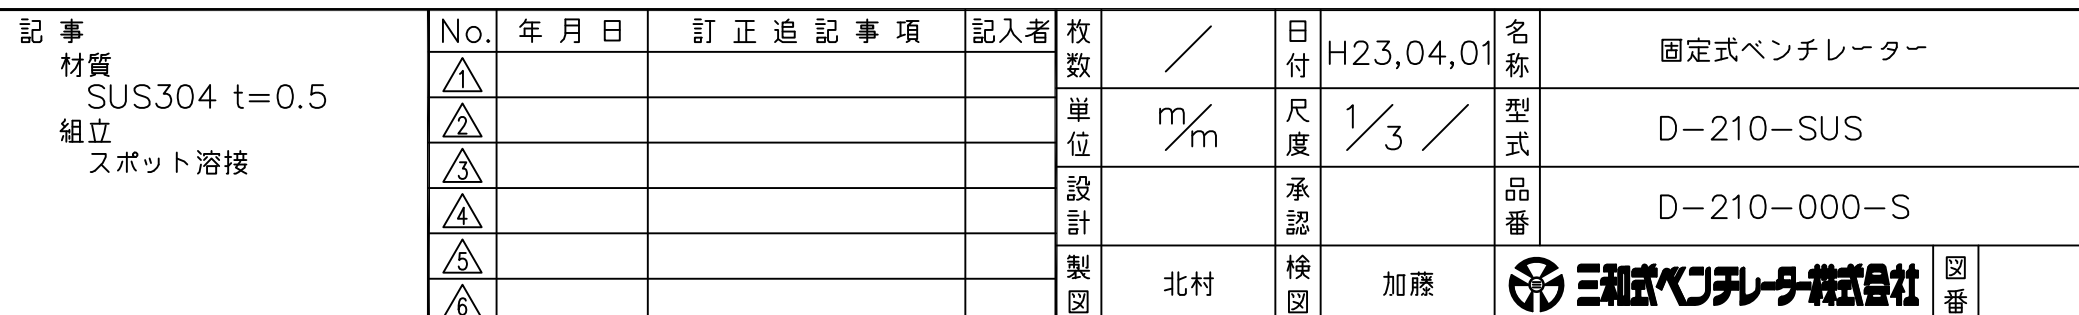 記 事
材質
SUS304 t=0.5
組立
スポット溶接
No. 年 月 日 訂 正 追 記 事 項 記入者
1
2
3
4
5
6
枚数 / 日付 H23,04,01 名称 固定式ベンチレーター
単位 m/m 尺度 1/3 / 型式 D-210-SUS
設計 承認 品番 D-210-000-S
製図 北村 検図 加藤 三和式ベンチレーター株式会社 図番